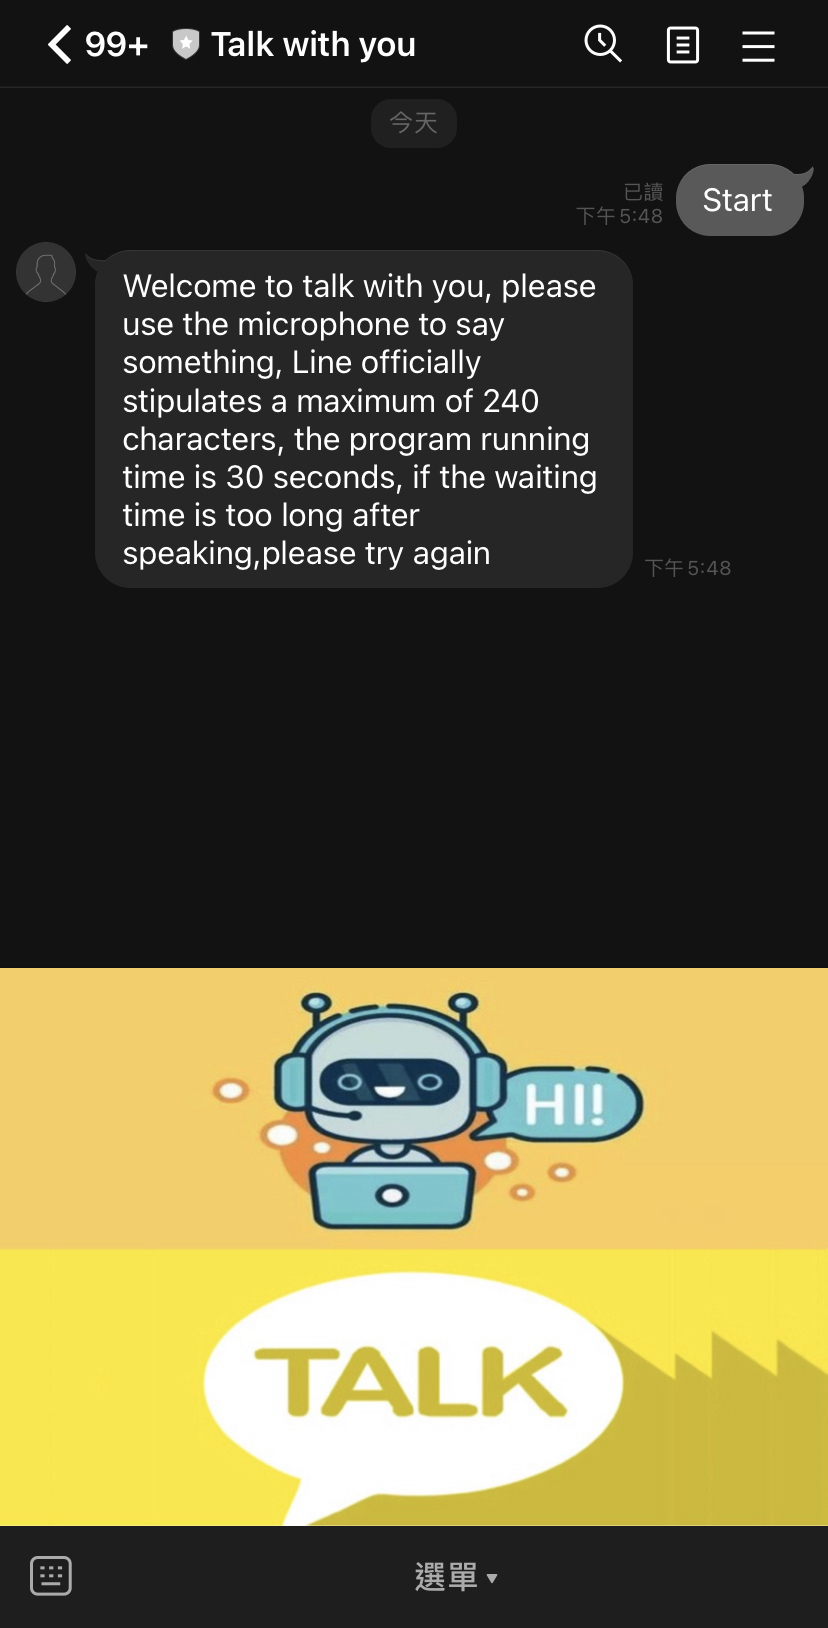 99+ Talk with you
今天
Start
已讀
下午 5:48
Welcome to talk with you, please
use the microphone to say
something, Line officially
stipulates a maximum of 240
characters, the program running
time is 30 seconds, if the waiting
time is too long after
speaking,please try again
下午 5:48
HI!
TALK
選單 ▾